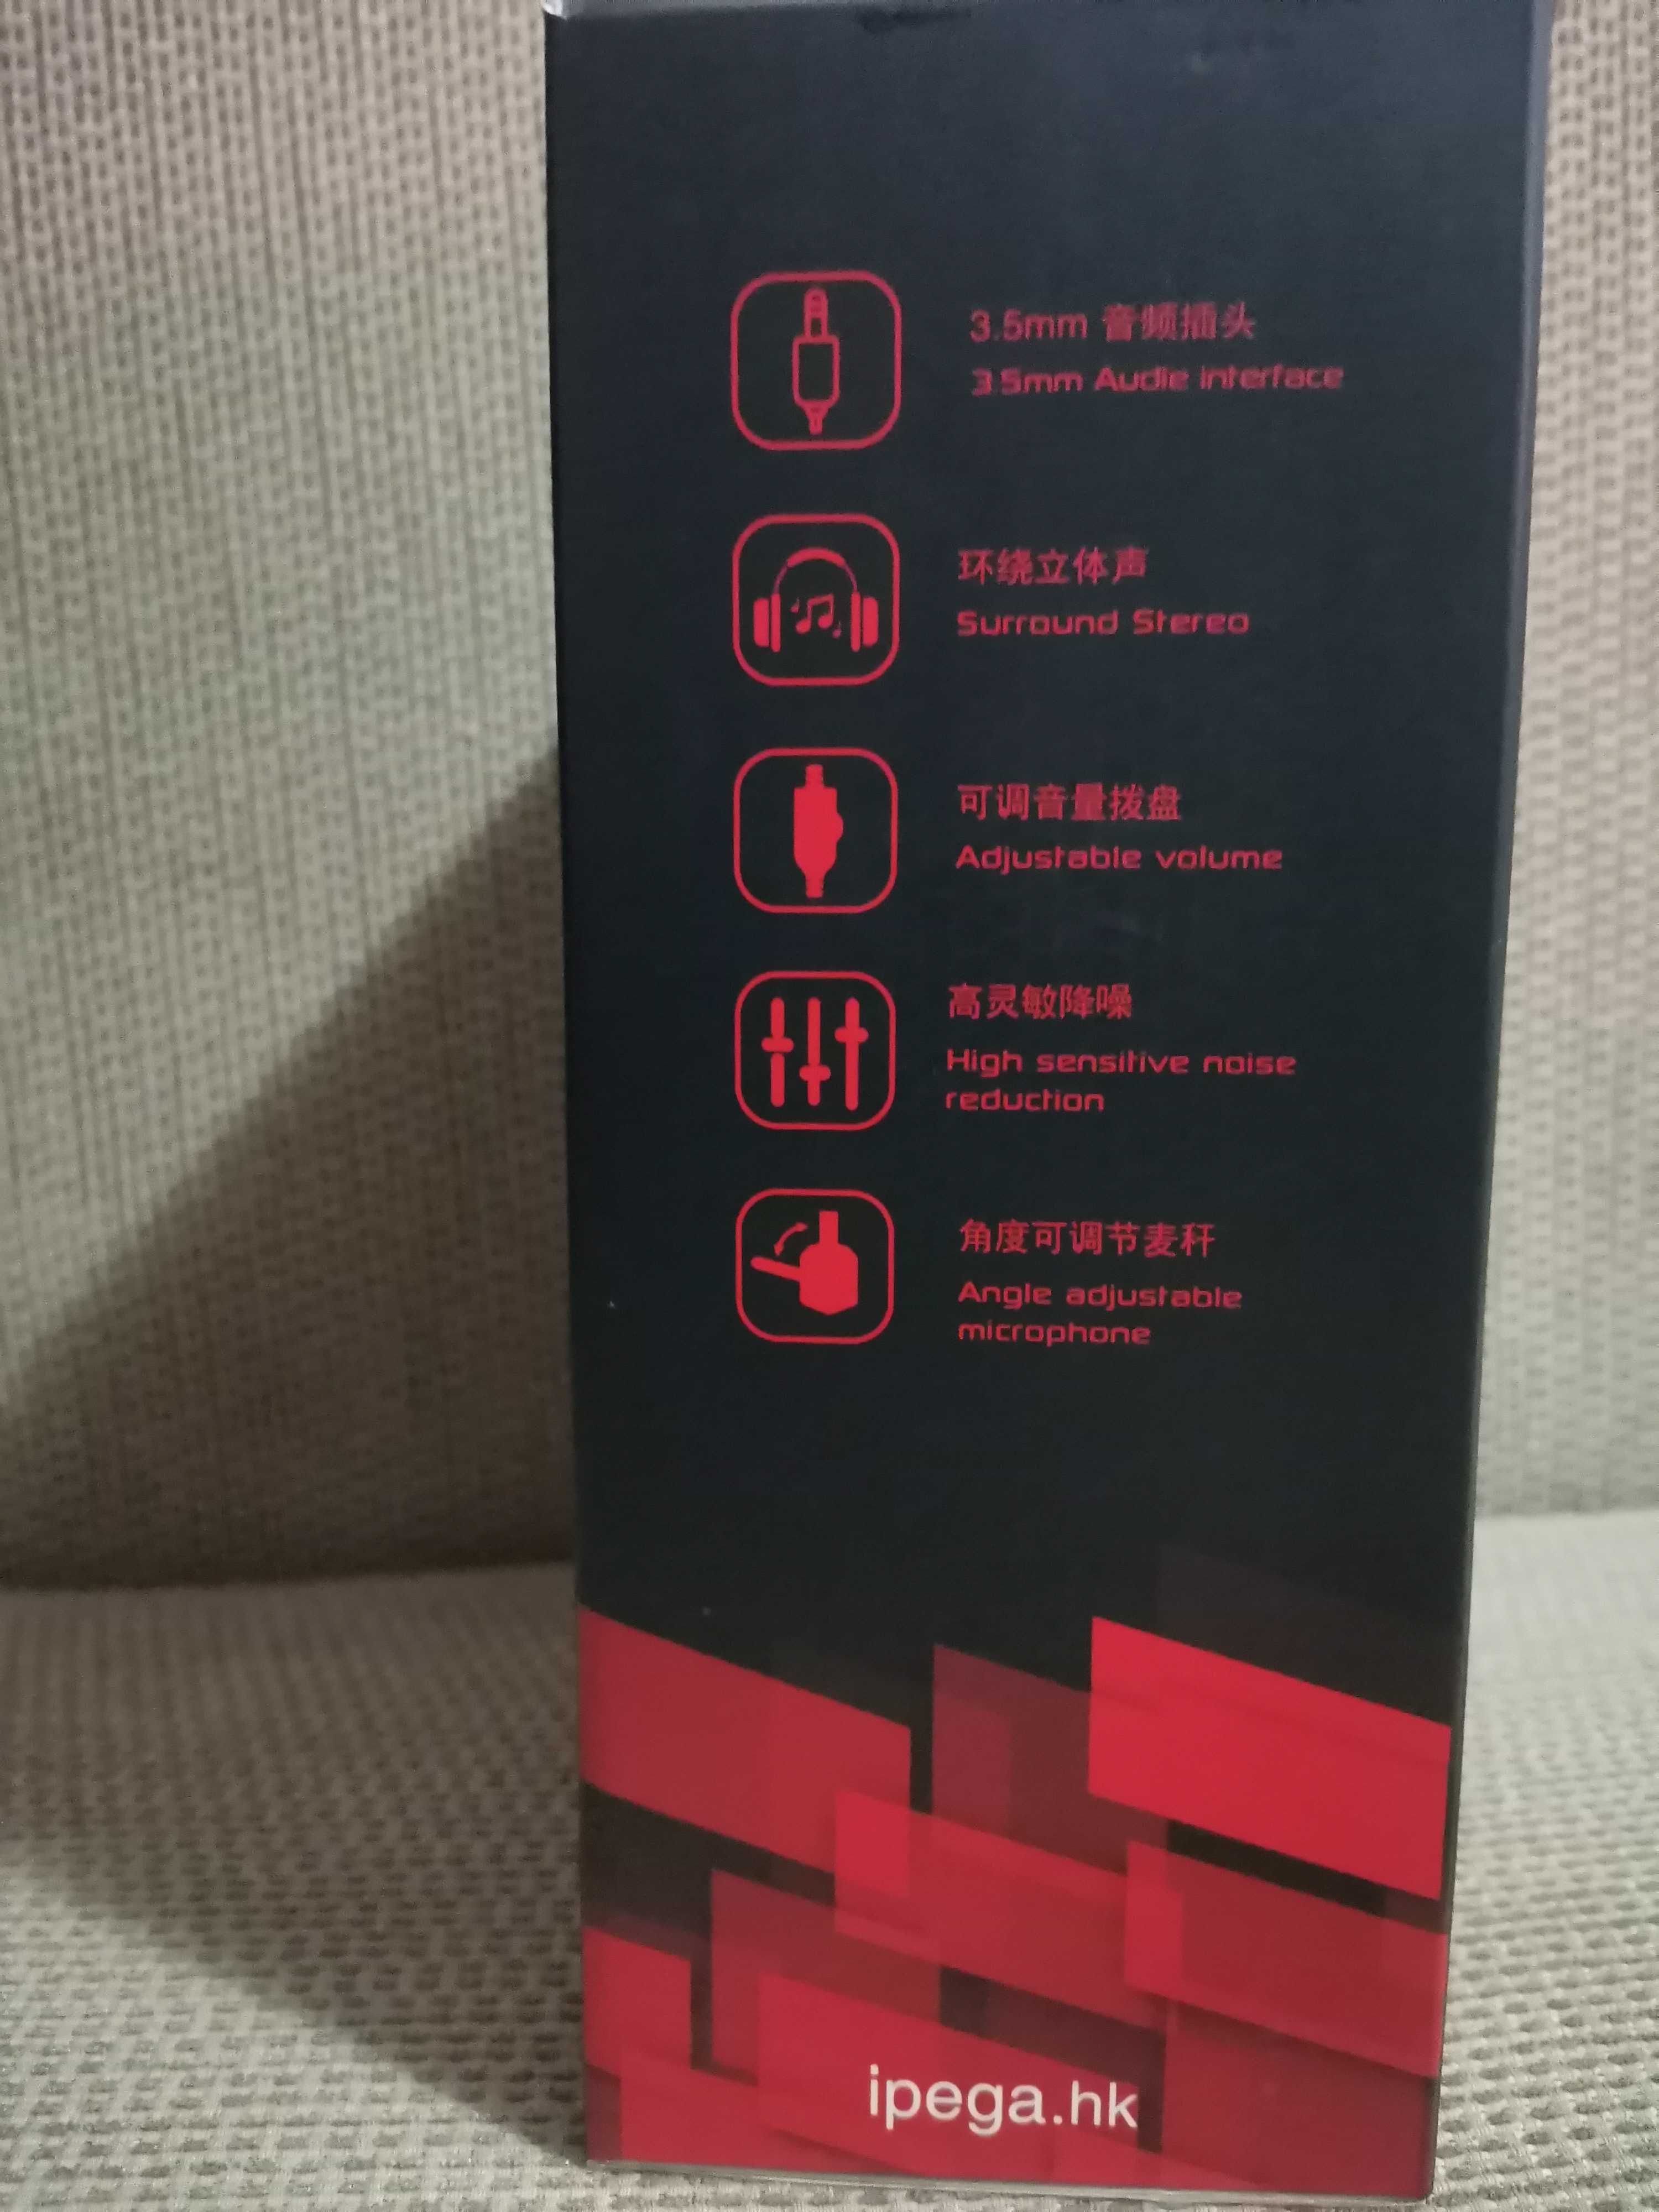 3.5mm 音频插头
3.5mm Audio interface
环绕立体声
Surround Stereo
可调音量拨盘
Adjustable volume
高灵敏降噪
High sensitive noise
reduction
角度可调节麦秆
Angle adjustable
microphone
ipega.hk